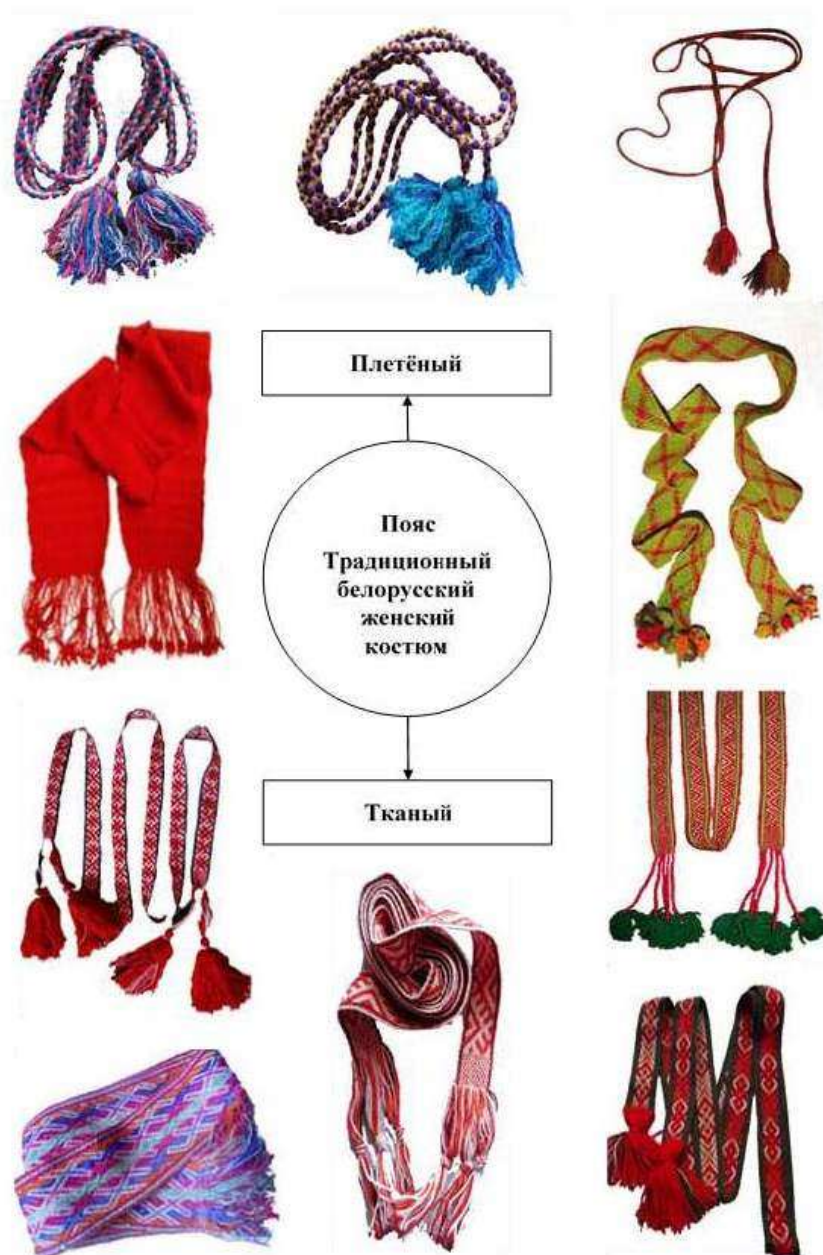 Плетёный
Пояс
Традиционный
белорусский
женский
костюм
Тканый